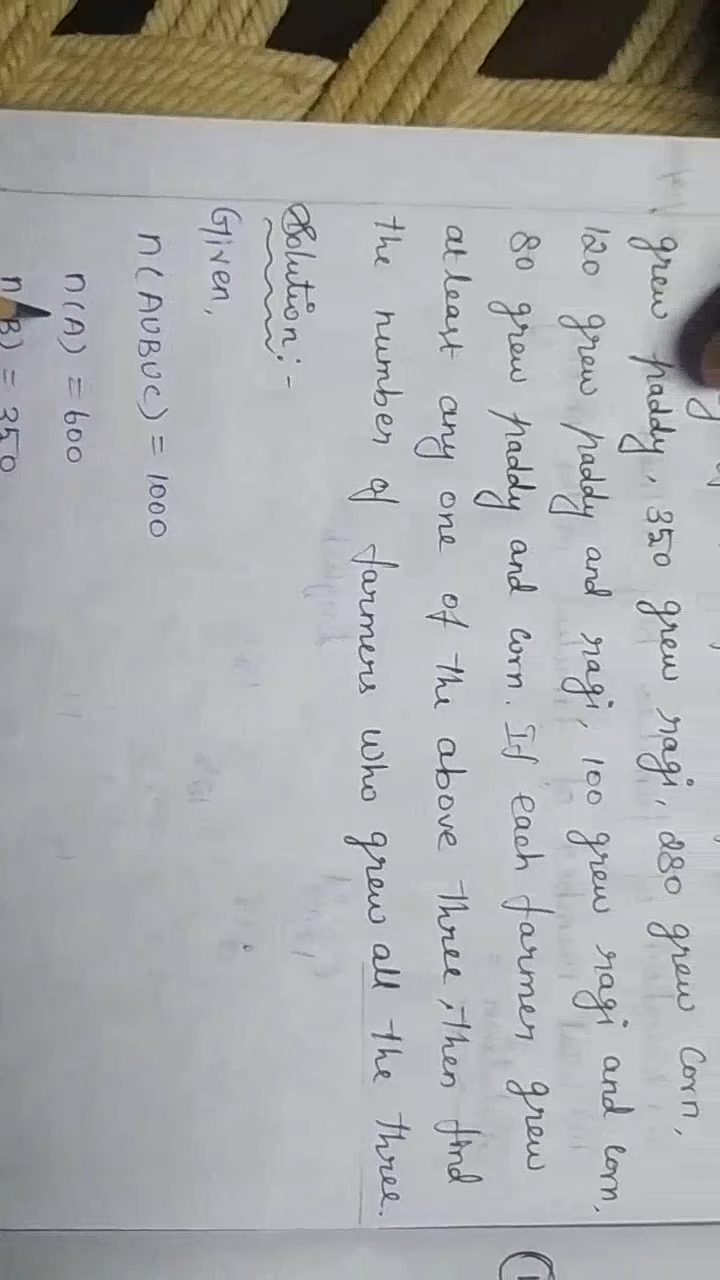 grew paddy, 350 grew ragi, 280 grew corn,
120 grew paddy and ragi, 100 grew ragi and corn,
80 grew paddy and corn. If each farmer grew
atleast any one of the above three, then find
the number of farmers who grew all the three.
Solution:-
Given,
n(AUBUC) = 1000
n(A) = 600
n(B) = 350